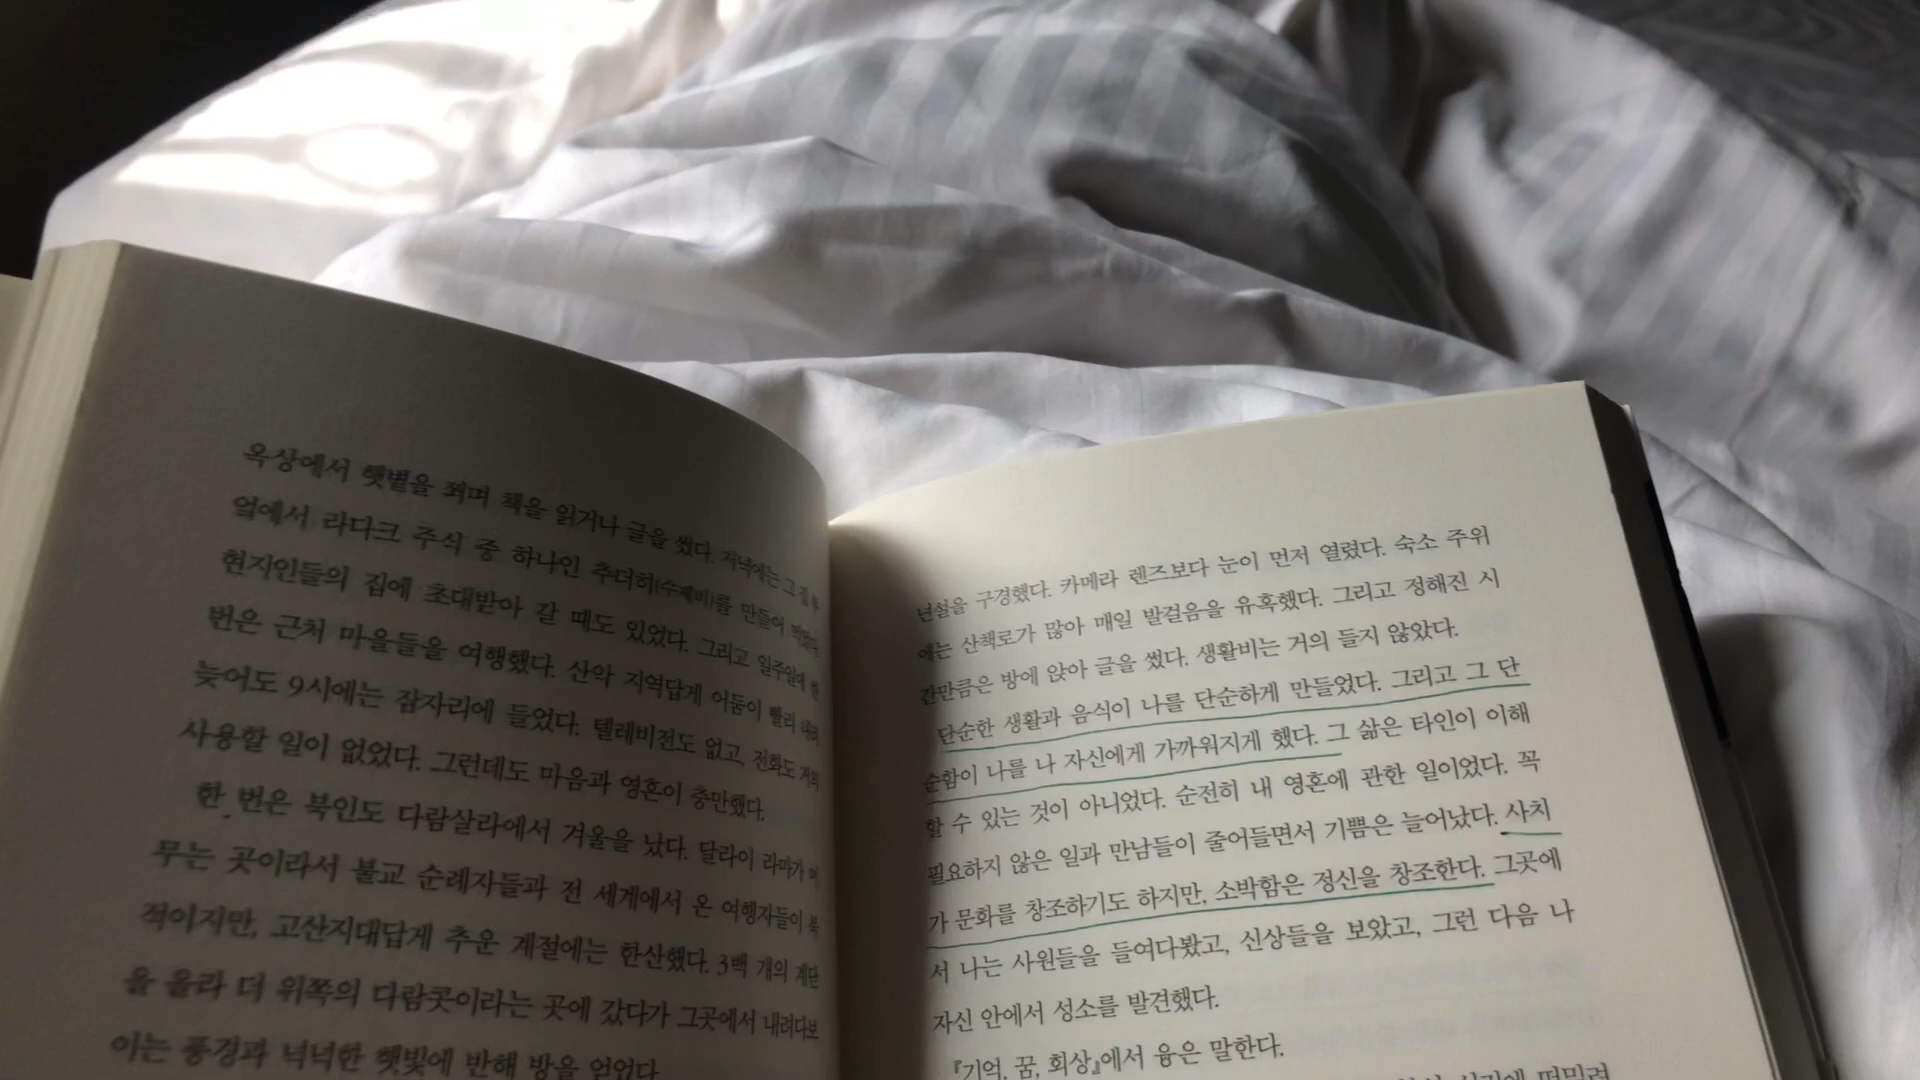 옥상에서 햇볕을 쬐며 책을 읽거나 글을 썼다. 저녁에는 그 집 부
엌에서 라다크 주식 중 하나인 추더허(수제비)를 만들어 먹었다.
현지인들의 집에 초대받아 갈 때도 있었다. 그리고 일주일에 한
번은 근처 마을들을 여행했다. 산악 지역답게 어둠이 빨리 내려
늦어도 9시에는 잠자리에 들었다. 텔레비전도 없고, 전화도 거의
사용할 일이 없었다. 그런데도 마음과 영혼이 충만했다.
한 번은 북인도 다람살라에서 겨울을 났다. 달라이 라마가 머
무는 곳이라서 불교 순례자들과 전 세계에서 온 여행자들이 북
적이지만, 고산지대답게 추운 계절에는 한산했다. 3백 개의 계단
을 올라 더 위쪽의 다람콧이라는 곳에 갔다가 그곳에서 내려다보
이는 풍경과 넉넉한 햇빛에 반해 방을 얻었다.
년설을 구경했다. 카메라 렌즈보다 눈이 먼저 열렸다. 숙소 주위
에는 산책로가 많아 매일 발걸음을 유혹했다. 그리고 정해진 시
간만큼은 방에 앉아 글을 썼다. 생활비는 거의 들지 않았다.
단순한 생활과 음식이 나를 단순하게 만들었다. 그리고 그 단
순함이 나를 나 자신에게 가까워지게 했다. 그 삶은 타인이 이해
할 수 있는 것이 아니었다. 순전히 내 영혼에 관한 일이었다. 꼭
필요하지 않은 일과 만남들이 줄어들면서 기쁨은 늘어났다. 사치
가 문화를 창조하기도 하지만, 소박함은 정신을 창조한다. 그곳에
서 나는 사원들을 들여다봤고, 신상들을 보았고, 그런 다음 나
자신 안에서 성소를 발견했다.
『기억, 꿈, 회상』에서 융은 말한다.